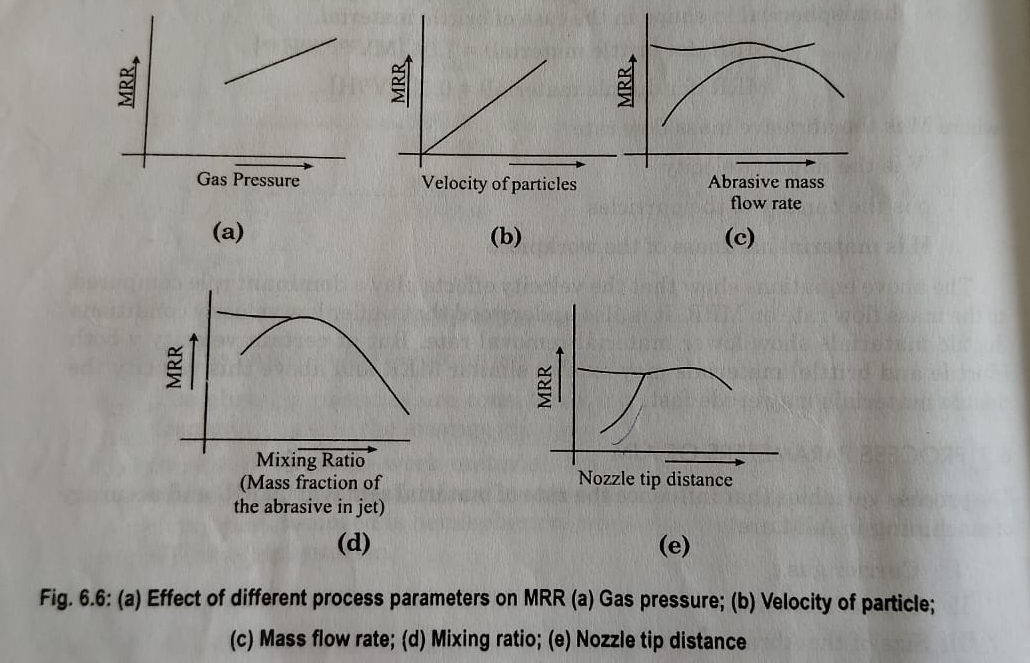 MRR
Gas Pressure
(a)
MRR
Velocity of particles
(b)
MRR
Abrasive mass
flow rate
(c)
MRR
Mixing Ratio
(Mass fraction of
the abrasive in jet)
(d)
MRR
Nozzle tip distance
(e)
Fig. 6.6: (a) Effect of different process parameters on MRR (a) Gas pressure; (b) Velocity of particle;
(c) Mass flow rate; (d) Mixing ratio; (e) Nozzle tip distance